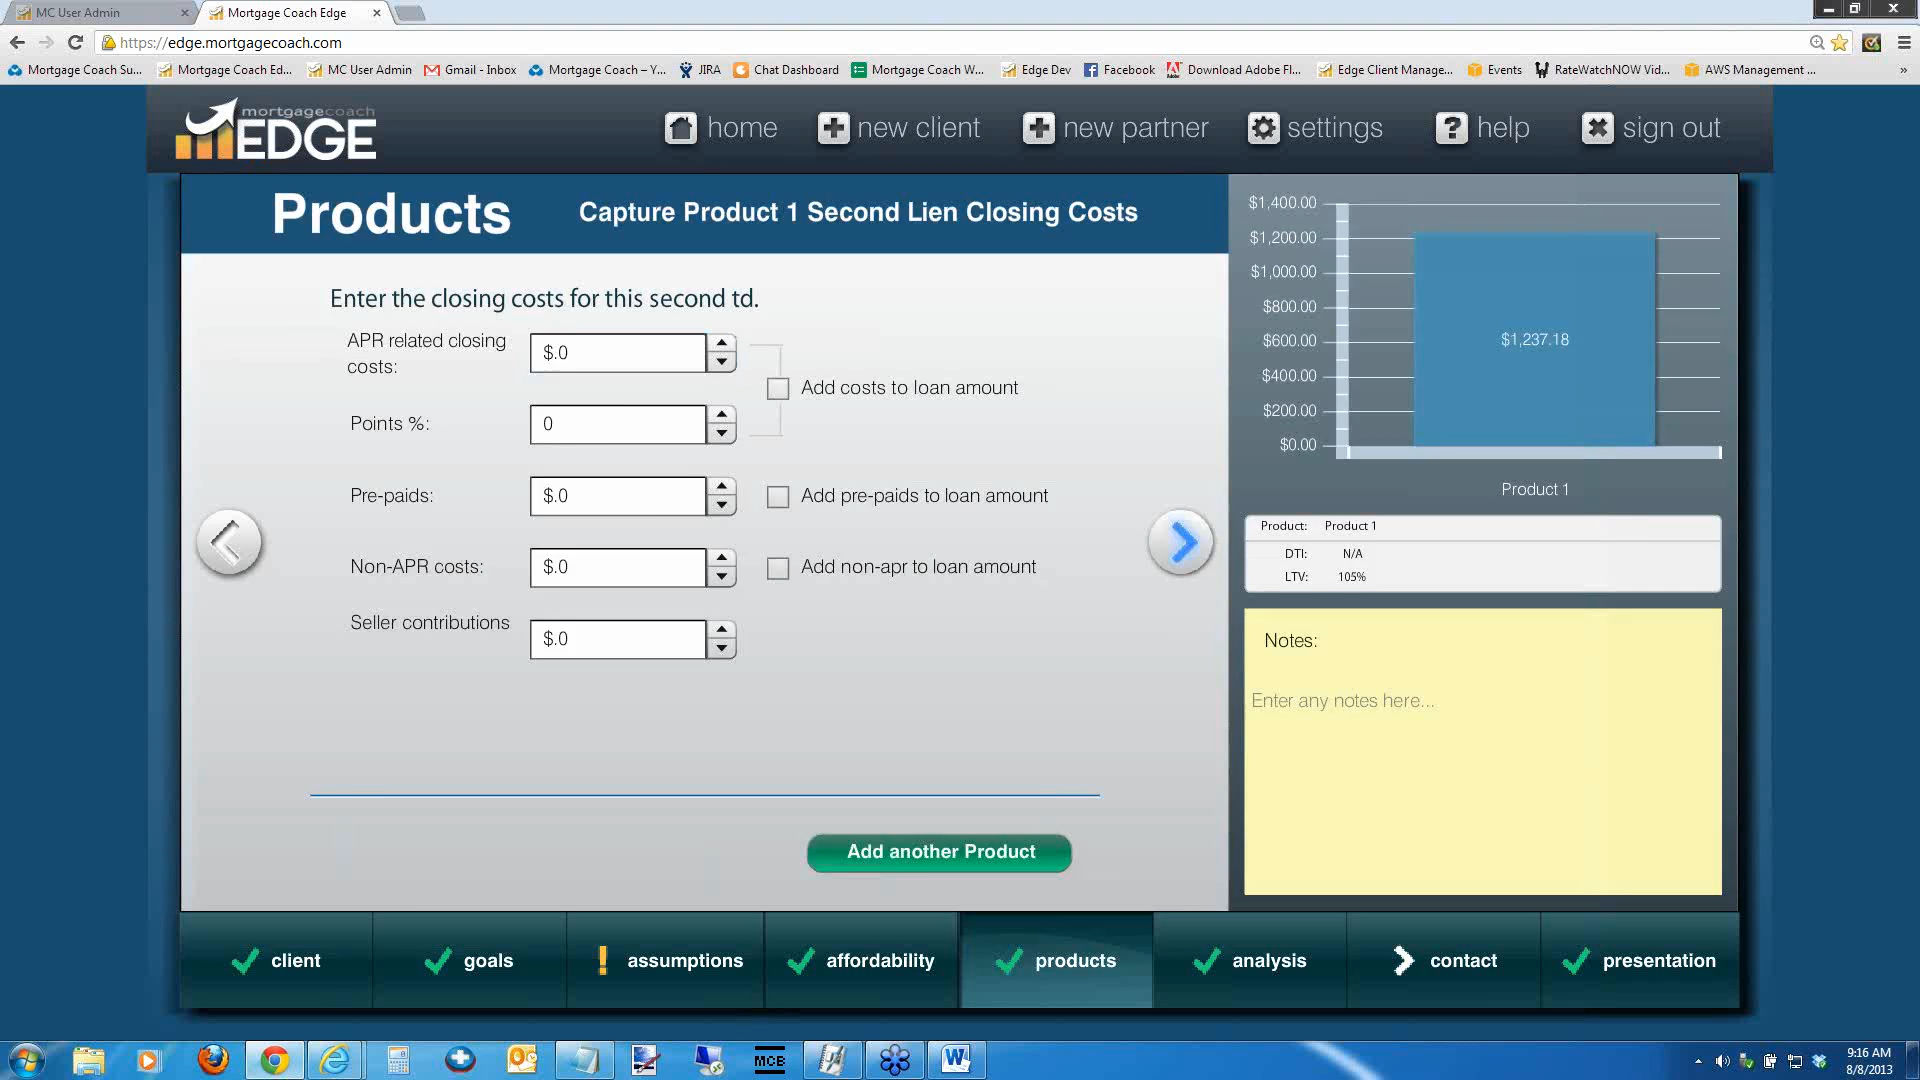 MC User Admin
Mortgage Coach Edge
https://edge.mortgagecoach.com
Mortgage Coach Su...
Mortgage Coach Ed...
MC User Admin
Gmail - Inbox
Mortgage Coach – Y...
JIRA
Chat Dashboard
Mortgage Coach W...
Edge Dev
Facebook
Download Adobe Fl...
Edge Client Manage...
Events
RateWatchNOW Vid...
AWS Management ...
»
mortgagecoach
EDGE
home
new client
new partner
settings
help
sign out
Products
Capture Product 1 Second Lien Closing Costs
Enter the closing costs for this second td.
APR related closing
costs:
$.0
Add costs to loan amount
Points %:
0
Pre-paids:
$.0
Add pre-paids to loan amount
Non-APR costs:
$.0
Add non-apr to loan amount
Seller contributions
$.0
Add another Product
$1,400.00
$1,200.00
$1,000.00
$800.00
$600.00
$400.00
$200.00
$0.00
$1,237.18
Product 1
Product: Product 1
DTI: N/A
LTV: 105%
Notes:
Enter any notes here...
client
goals
assumptions
affordability
products
analysis
contact
presentation
MCB
9:16 AM
8/8/2013